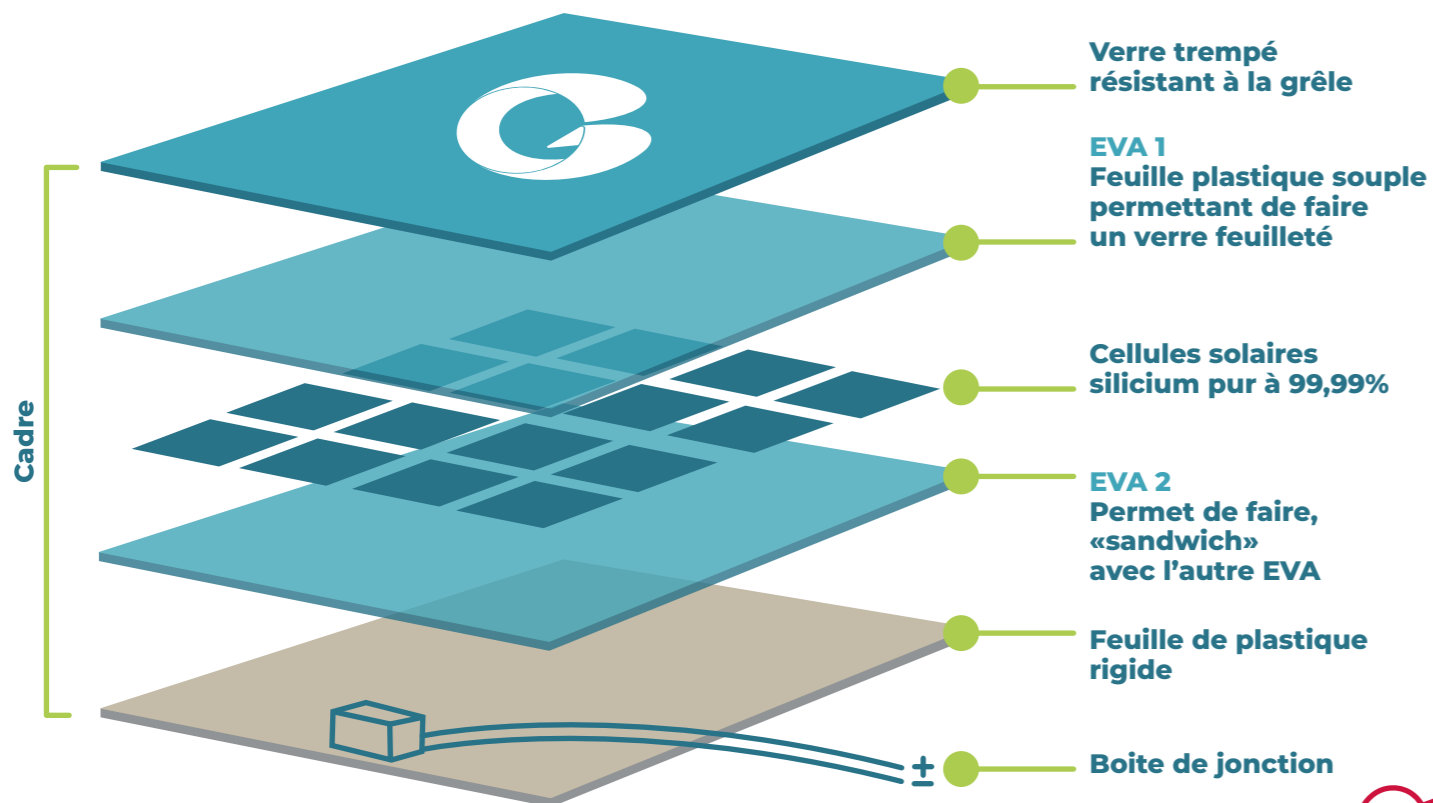 Verre trempé
résistant à la grêle
EVA 1
Feuille plastique souple
permettant de faire
un verre feuilleté
Cellules solaires
silicium pur à 99,99%
Cadre
EVA 2
Permet de faire,
«sandwich»
avec l'autre EVA
Feuille de plastique
rigide
±
Boite de jonction